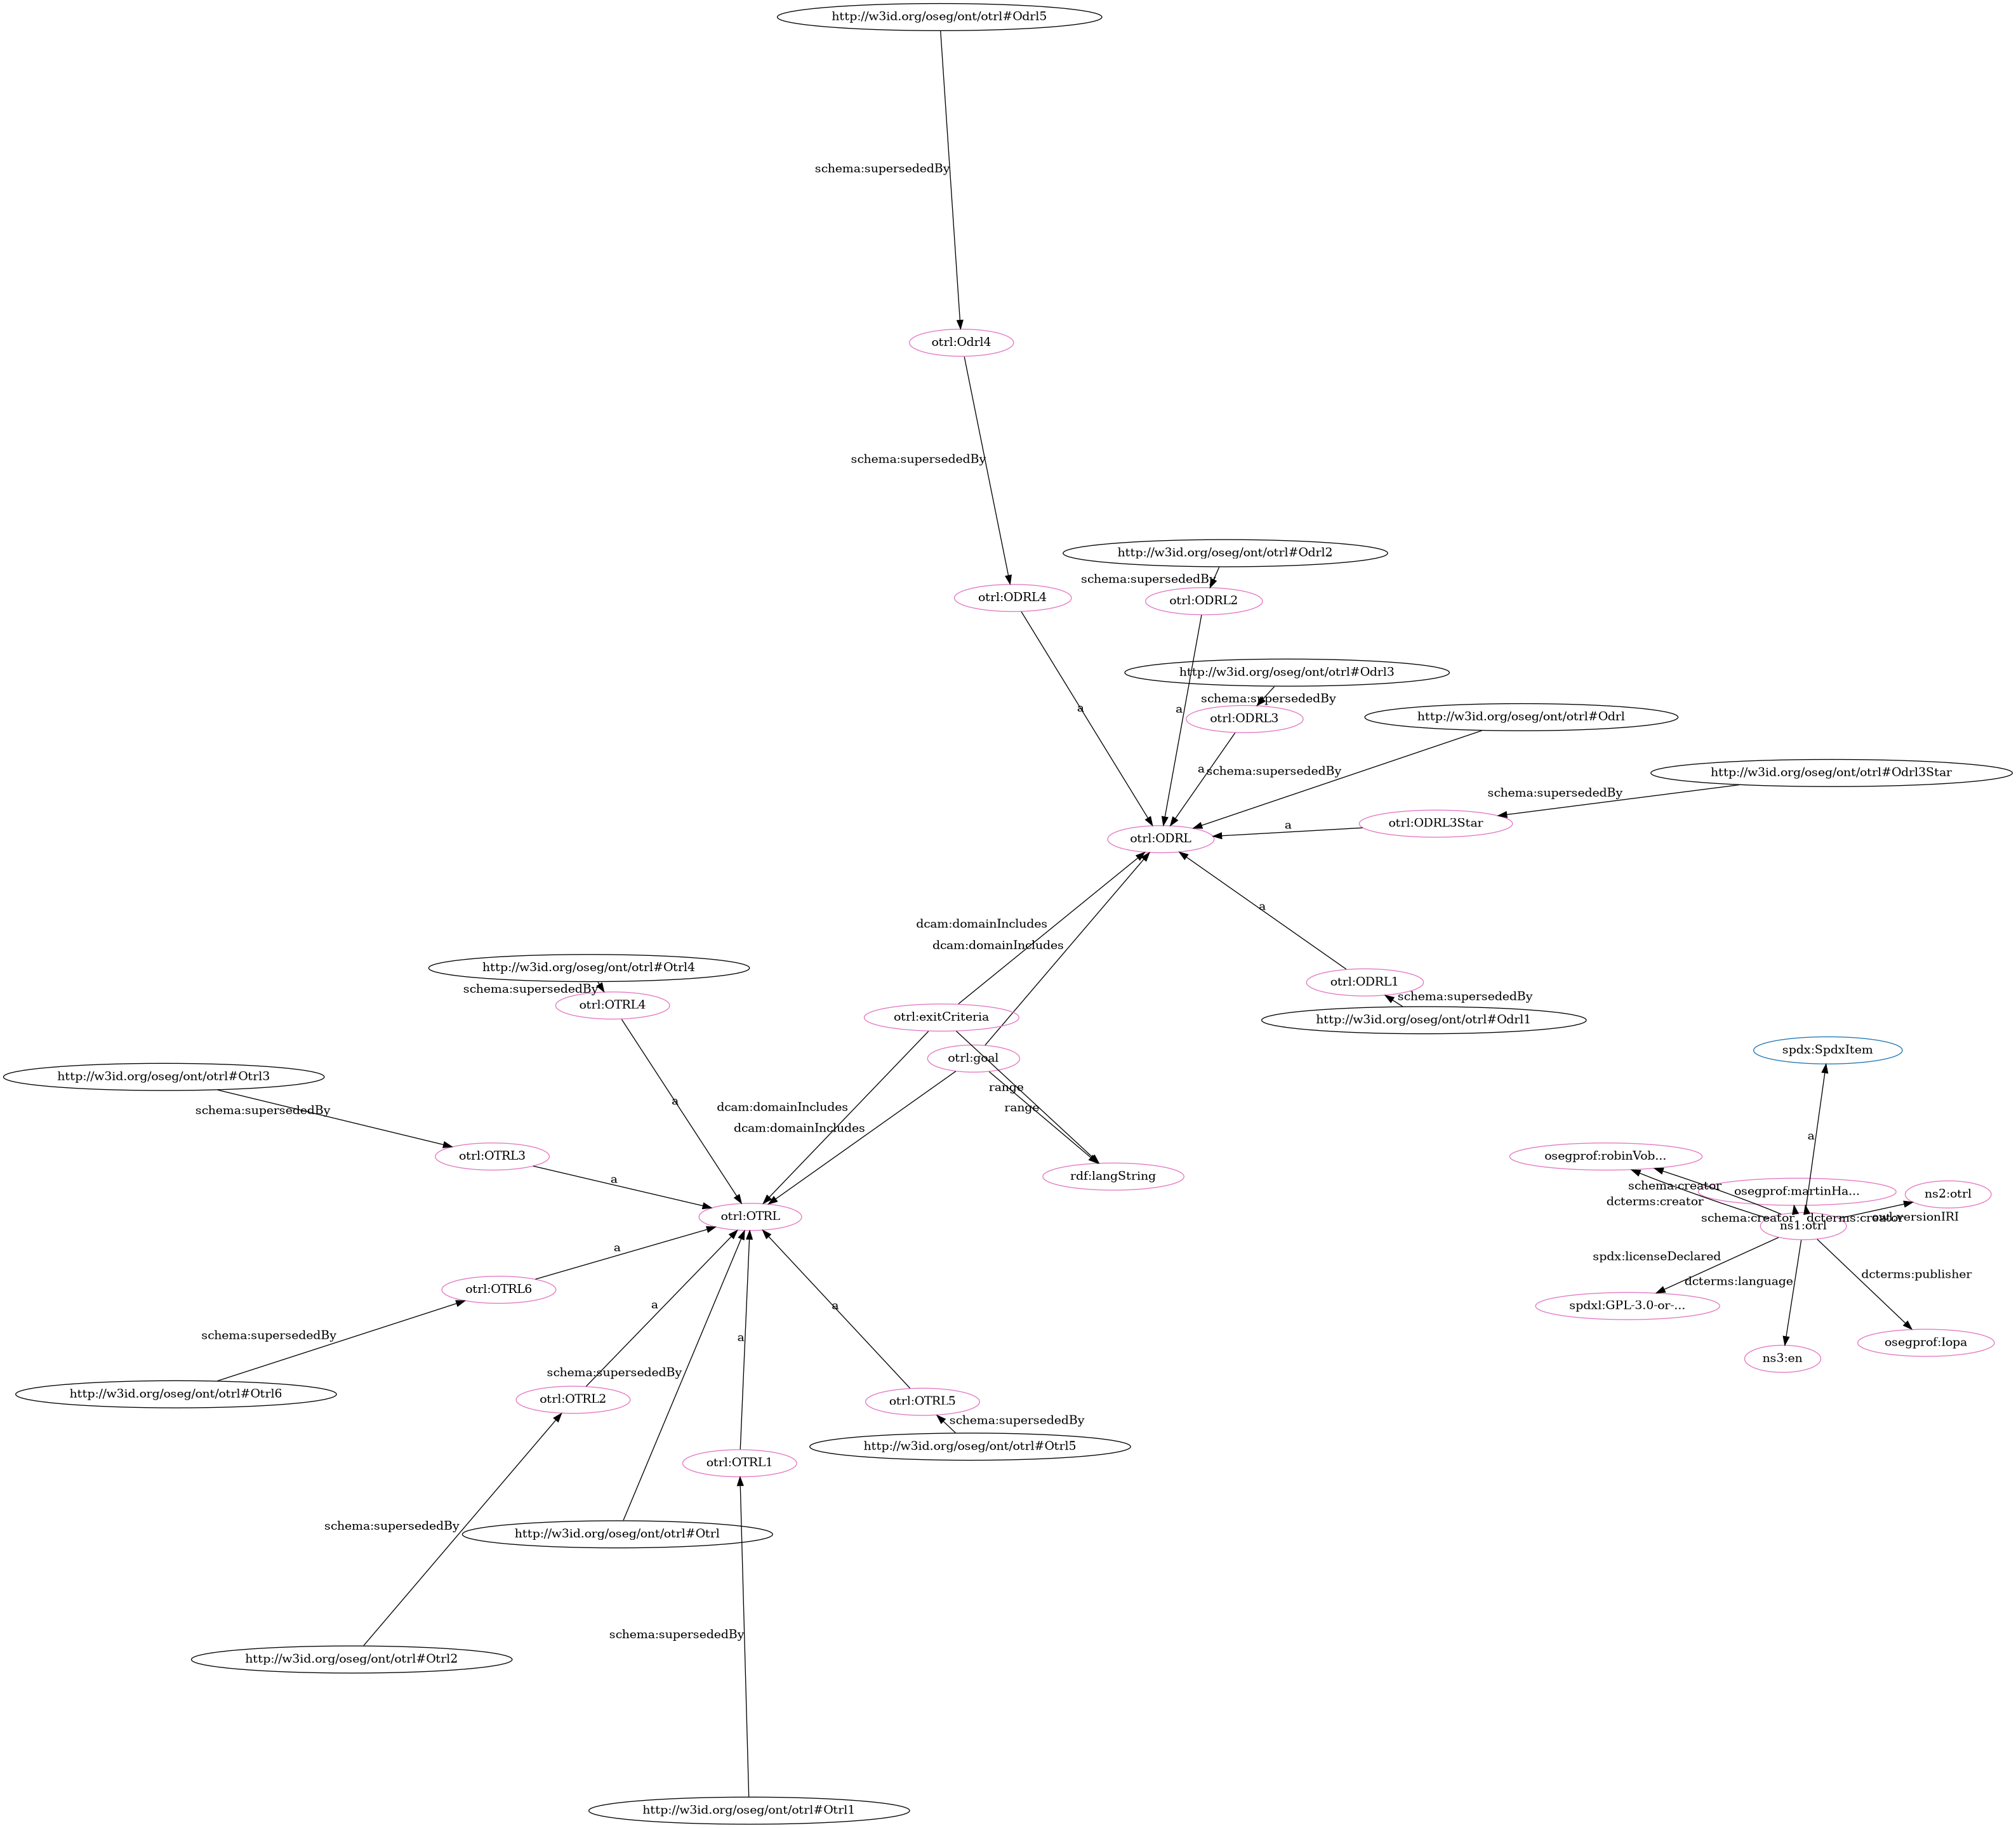 http://w3id.org/oseg/ont/otrl#Odrl5
schema:supersededBy
otrl:Odrl4
schema:supersededBy
http://w3id.org/oseg/ont/otrl#Odrl2
schema:supersededBy
otrl:ODRL4
otrl:ODRL2
http://w3id.org/oseg/ont/otrl#Odrl3
schema:supersededBy
a
a
otrl:ODRL3
http://w3id.org/oseg/ont/otrl#Odrl
a
schema:supersededBy
http://w3id.org/oseg/ont/otrl#Odrl3Star
schema:supersededBy
otrl:ODRL3Star
a
otrl:ODRL
a
dcam:domainIncludes
dcam:domainIncludes
http://w3id.org/oseg/ont/otrl#Otrl4
schema:supersededBy
otrl:OTRL4
otrl:ODRL1
schema:supersededBy
http://w3id.org/oseg/ont/otrl#Odrl1
otrl:exitCriteria
otrl:goal
spdx:SpdxItem
http://w3id.org/oseg/ont/otrl#Otrl3
schema:supersededBy
a
dcam:domainIncludes
dcam:domainIncludes
range
range
a
otrl:OTRL3
a
rdf:langString
osegprof:robinVob...
schema:creator
osegprof:martinHa...
dcterms:creator
ns2:otrl
otrl:OTRL
schema:creator
dcterms:creator
owl:versionIRI
ns1:otrl
a
spdx:licenseDeclared
dcterms:language
dcterms:publisher
otrl:OTRL6
spdxl:GPL-3.0-or-...
a
schema:supersededBy
a
a
osegprof:Iopa
ns3:en
schema:supersededBy
http://w3id.org/oseg/ont/otrl#Otrl6
otrl:OTRL2
otrl:OTRL5
schema:supersededBy
http://w3id.org/oseg/ont/otrl#Otrl5
otrl:OTRL1
schema:supersededBy
http://w3id.org/oseg/ont/otrl#Otrl
schema:supersededBy
http://w3id.org/oseg/ont/otrl#Otrl2
http://w3id.org/oseg/ont/otrl#Otrl1